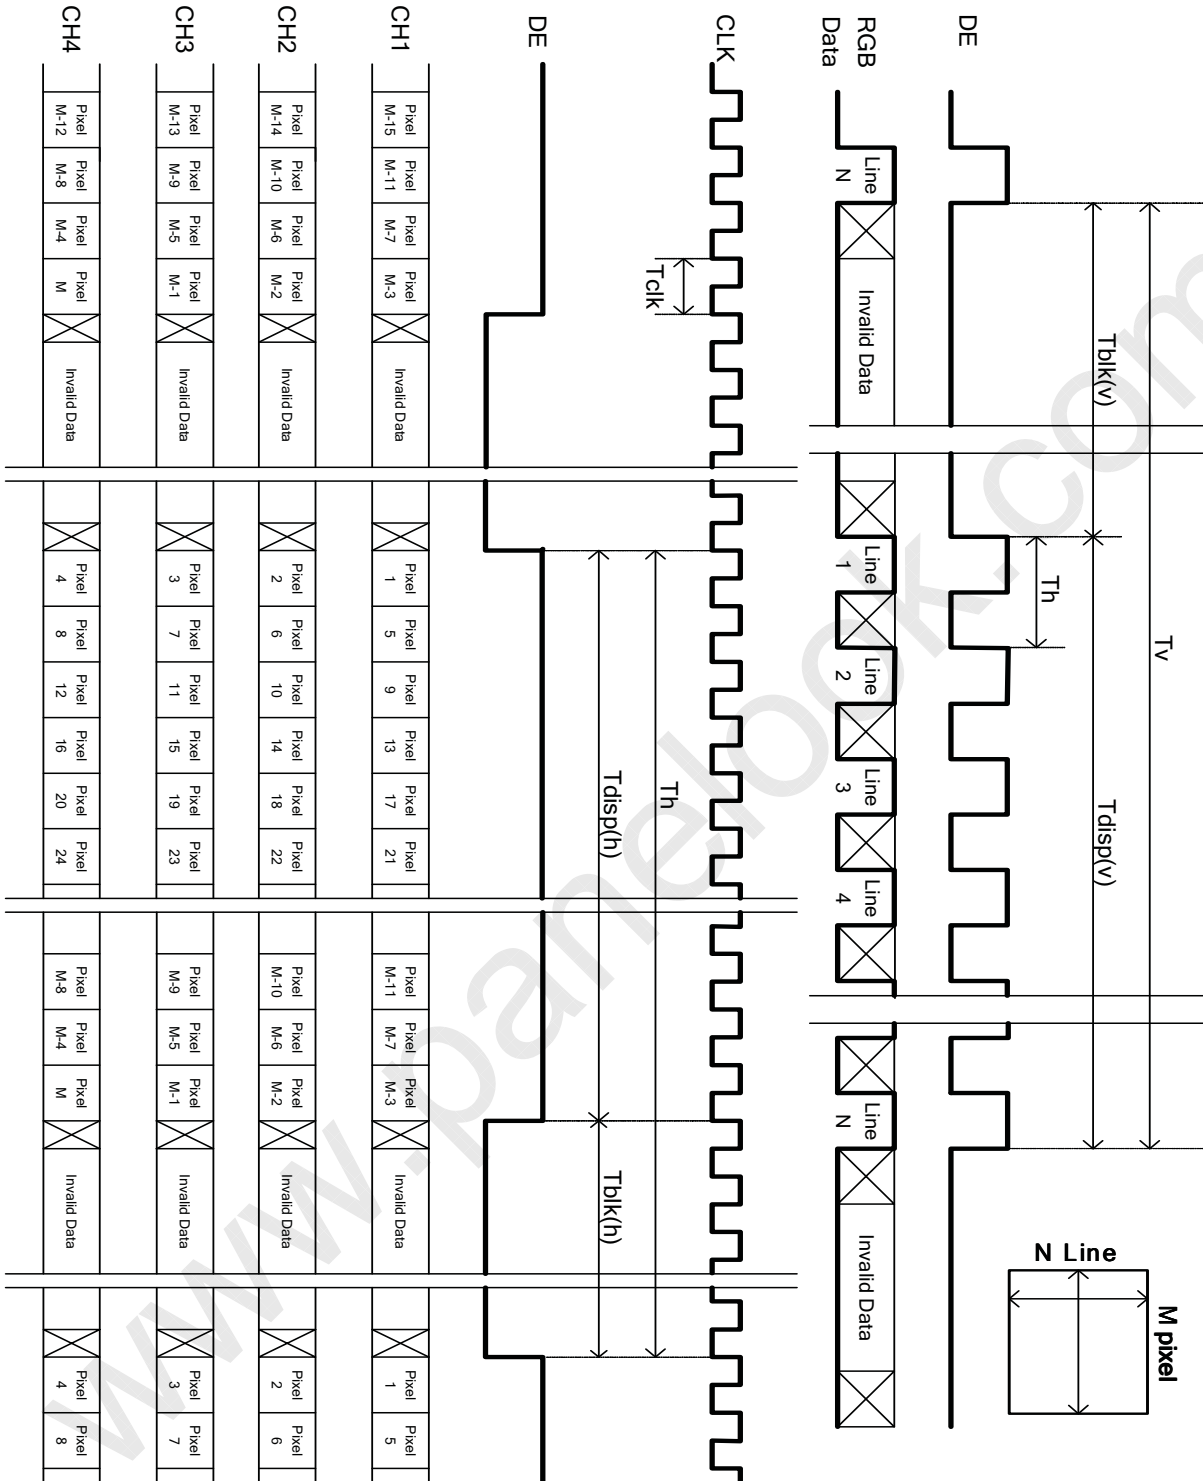 Tv
M pixel
N Line
Tblk(v) Tdisp(v)
Th
DE
RGB Line Line Line Line Line Line
Data N Invalid Data 1 2 3 4 N Invalid Data
CLK
Tclk Th
Tdisp(h) Tblk(h)
DE
CH1
Pixel Pixel Pixel Pixel Invalid Data Pixel Pixel Pixel Pixel Pixel Pixel Pixel Pixel Pixel Invalid Data Pixel Pixel
M-15 M-11 M-7 M-3 1 5 9 13 17 21 M-11 M-7 M-3 1 5
CH2
Pixel Pixel Pixel Pixel Invalid Data Pixel Pixel Pixel Pixel Pixel Pixel Pixel Pixel Pixel Invalid Data Pixel Pixel
M-14 M-10 M-6 M-2 2 6 10 14 18 22 M-10 M-6 M-2 2 6
CH3
Pixel Pixel Pixel Pixel Invalid Data Pixel Pixel Pixel Pixel Pixel Pixel Pixel Pixel Pixel Invalid Data Pixel Pixel
M-13 M-9 M-5 M-1 3 7 11 15 19 23 M-9 M-5 M-1 3 7
CH4
Pixel Pixel Pixel Pixel Invalid Data Pixel Pixel Pixel Pixel Pixel Pixel Pixel Pixel Pixel Invalid Data Pixel Pixel
M-12 M-8 M-4 M 4 8 12 16 20 24 M-8 M-4 M 4 8
www.panelook.com